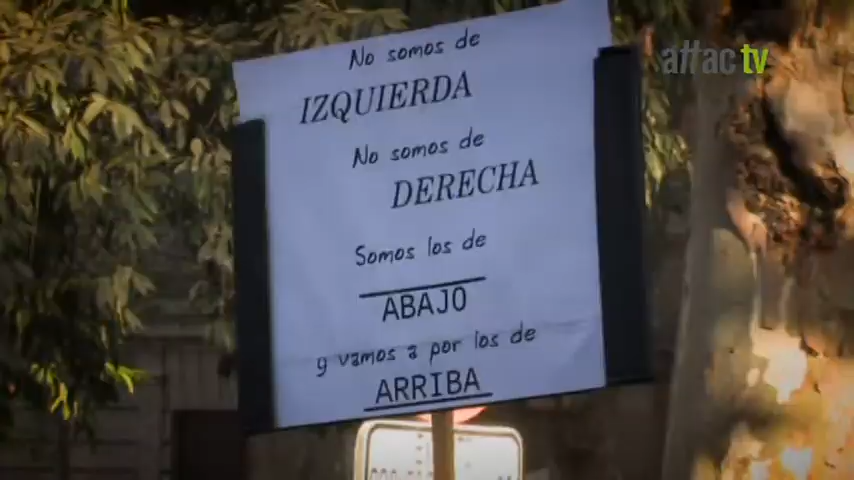 No somos de
IZQUIERDA
No somos de
DERECHA
Somos los de
ABAJO
y vamos a por los de
ARRIBA
attac tv